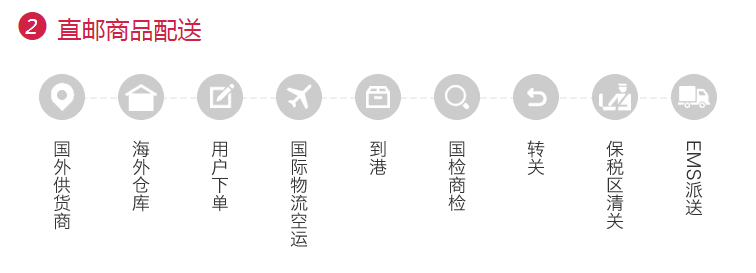 2 直邮商品配送
国外供货商
海外仓库
用户下单
国际物流空运
到港
国检商检
转关
保税区清关
EMS派送